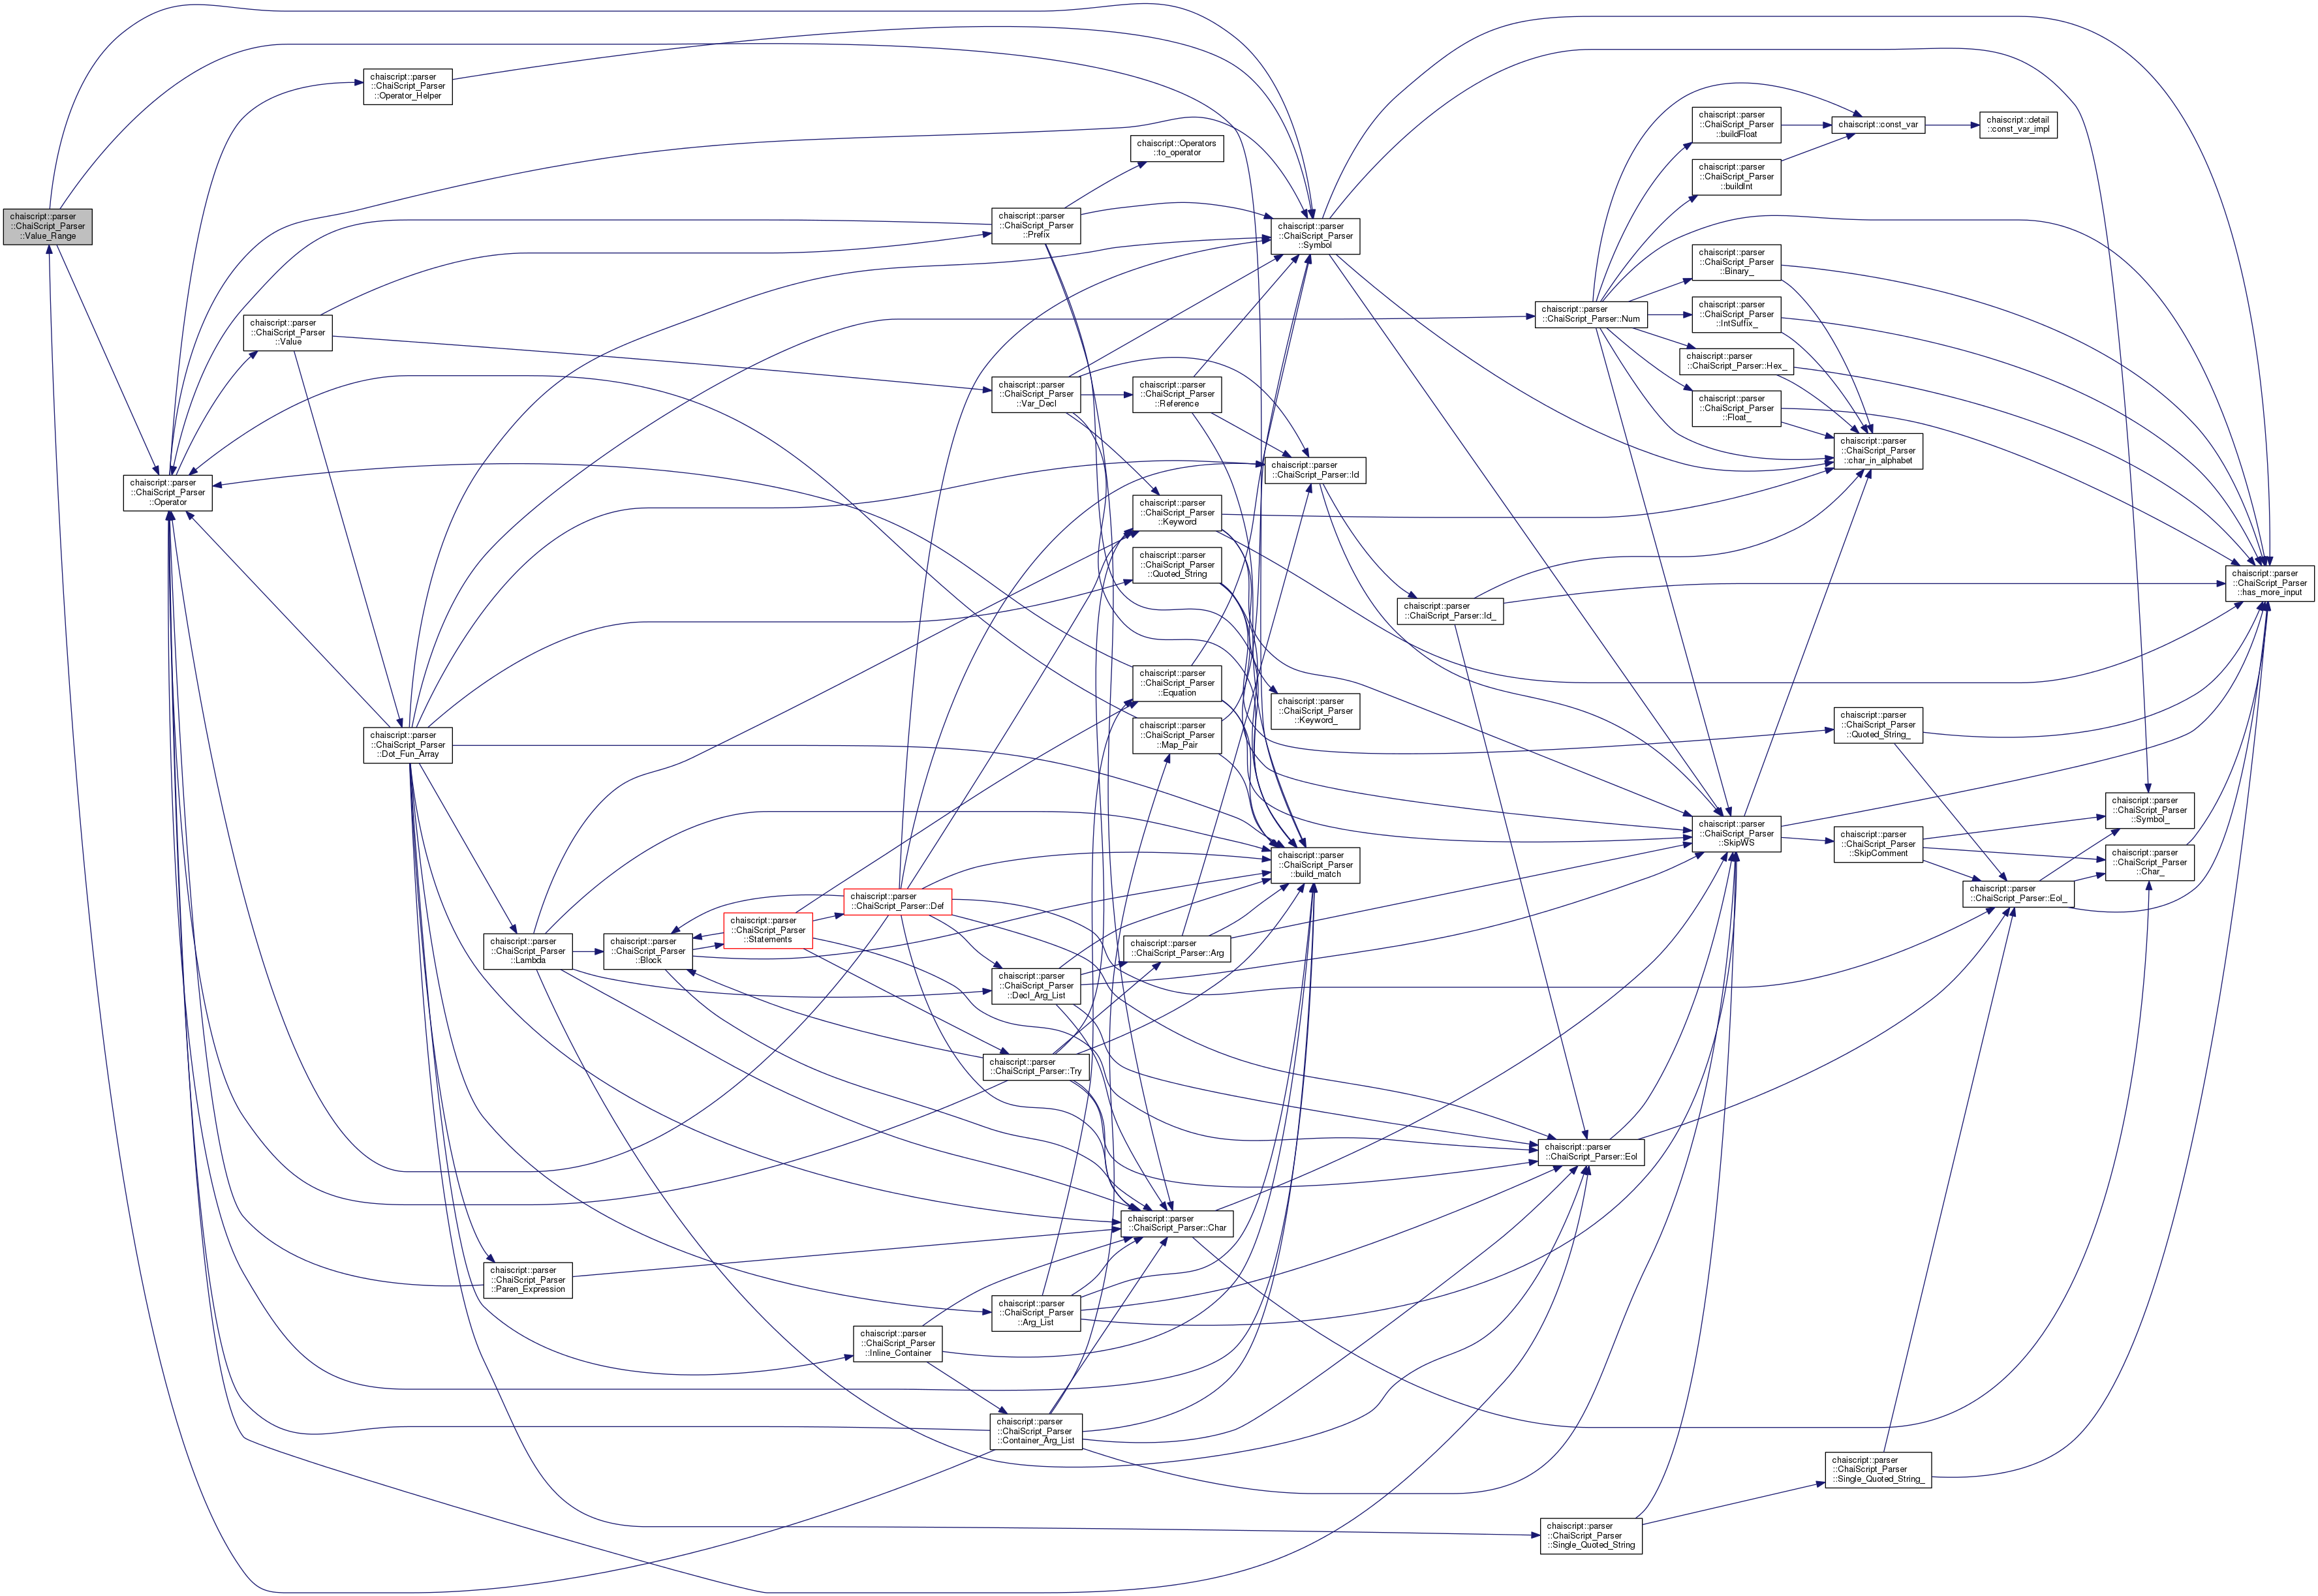 chaiscript::parser
::ChaiScript_Parser
::Value_Range
chaiscript::parser
::ChaiScript_Parser
::Operator
chaiscript::parser
::ChaiScript_Parser
::Value
chaiscript::parser
::ChaiScript_Parser
::Operator_Helper
chaiscript::parser
::ChaiScript_Parser
::Dot_Fun_Array
chaiscript::parser
::ChaiScript_Parser
::Lambda
chaiscript::parser
::ChaiScript_Parser
::Paren_Expression
chaiscript::parser
::ChaiScript_Parser
::Block
chaiscript::parser
::ChaiScript_Parser
::Statements
chaiscript::parser
::ChaiScript_Parser::Def
chaiscript::parser
::ChaiScript_Parser
::Inline_Container
chaiscript::parser
::ChaiScript_Parser
::Prefix
chaiscript::parser
::ChaiScript_Parser
::Var_Decl
chaiscript::parser
::ChaiScript_Parser
::Decl_Arg_List
chaiscript::parser
::ChaiScript_Parser::Try
chaiscript::parser
::ChaiScript_Parser
::Arg_List
chaiscript::parser
::ChaiScript_Parser
::Container_Arg_List
chaiscript::Operators
::to_operator
chaiscript::parser
::ChaiScript_Parser
::Reference
chaiscript::parser
::ChaiScript_Parser
::Keyword
chaiscript::parser
::ChaiScript_Parser
::Quoted_String
chaiscript::parser
::ChaiScript_Parser
::Equation
chaiscript::parser
::ChaiScript_Parser
::Map_Pair
chaiscript::parser
::ChaiScript_Parser::Arg
chaiscript::parser
::ChaiScript_Parser::Char
chaiscript::parser
::ChaiScript_Parser
::Symbol
chaiscript::parser
::ChaiScript_Parser::Id
chaiscript::parser
::ChaiScript_Parser
::Keyword_
chaiscript::parser
::ChaiScript_Parser
::build_match
chaiscript::parser
::ChaiScript_Parser::Id_
chaiscript::parser
::ChaiScript_Parser::Num
chaiscript::parser
::ChaiScript_Parser::Eol
chaiscript::parser
::ChaiScript_Parser
::Single_Quoted_String
chaiscript::parser
::ChaiScript_Parser
::buildFloat
chaiscript::parser
::ChaiScript_Parser
::buildInt
chaiscript::parser
::ChaiScript_Parser
::Binary_
chaiscript::parser
::ChaiScript_Parser
::IntSuffix_
chaiscript::parser
::ChaiScript_Parser::Hex_
chaiscript::parser
::ChaiScript_Parser
::Float_
chaiscript::parser
::ChaiScript_Parser
::SkipWS
chaiscript::const_var
chaiscript::parser
::ChaiScript_Parser
::char_in_alphabet
chaiscript::parser
::ChaiScript_Parser
::Quoted_String_
chaiscript::parser
::ChaiScript_Parser
::SkipComment
chaiscript::parser
::ChaiScript_Parser
::Single_Quoted_String_
chaiscript::detail
::const_var_impl
chaiscript::parser
::ChaiScript_Parser::Eol_
chaiscript::parser
::ChaiScript_Parser
::Symbol_
chaiscript::parser
::ChaiScript_Parser
::Char_
chaiscript::parser
::ChaiScript_Parser
::has_more_input